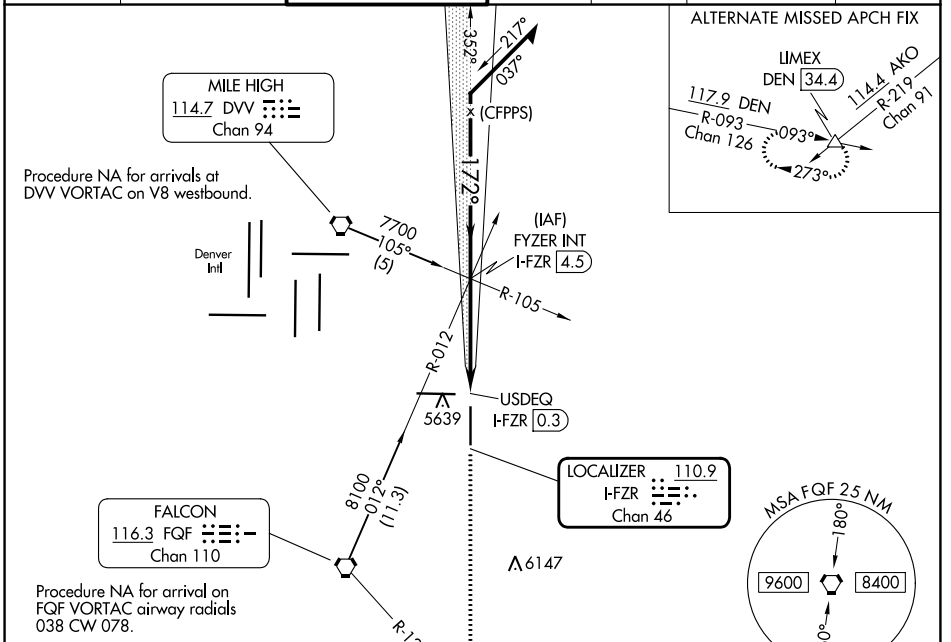 ALTERNATE MISSED APCH FIX
LIMEX
DEN 34.4
114.4 AKO
R-219
Chan 91
117.9 DEN
R-093
Chan 126
093°
273°
352°
217°
037°
x (CFPPS)
172°
MILE HIGH
114.7 DVV
Chan 94
Procedure NA for arrivals at
DVV VORTAC on V8 westbound.
Denver
Intl
7700
105°
(5)
(IAF)
FYZER INT
I-FZR 4.5
R-105
R-012
5639
USDEQ
I-FZR 0.3
8100
012°
(11.3)
LOCALIZER 110.9
I-FZR
Chan 46
FALCON
116.3 FQF
Chan 110
Procedure NA for arrival on
FQF VORTAC airway radials
038 CW 078.
6147
MSA FQF 25 NM
180°
9600
8400